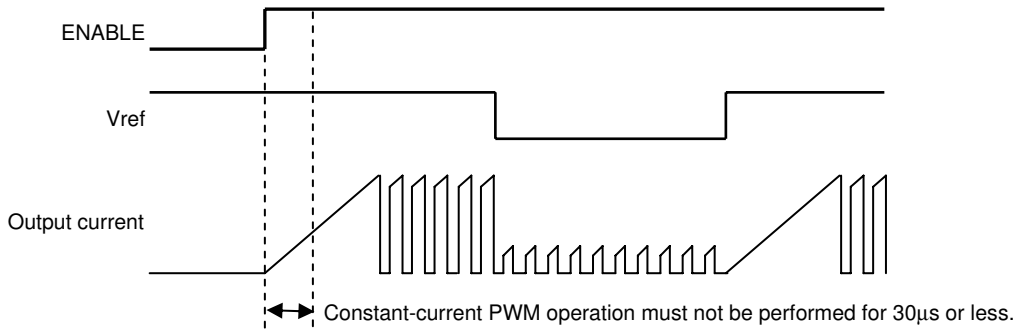 ENABLE
Vref
Output current
Constant-current PWM operation must not be performed for 30μs or less.